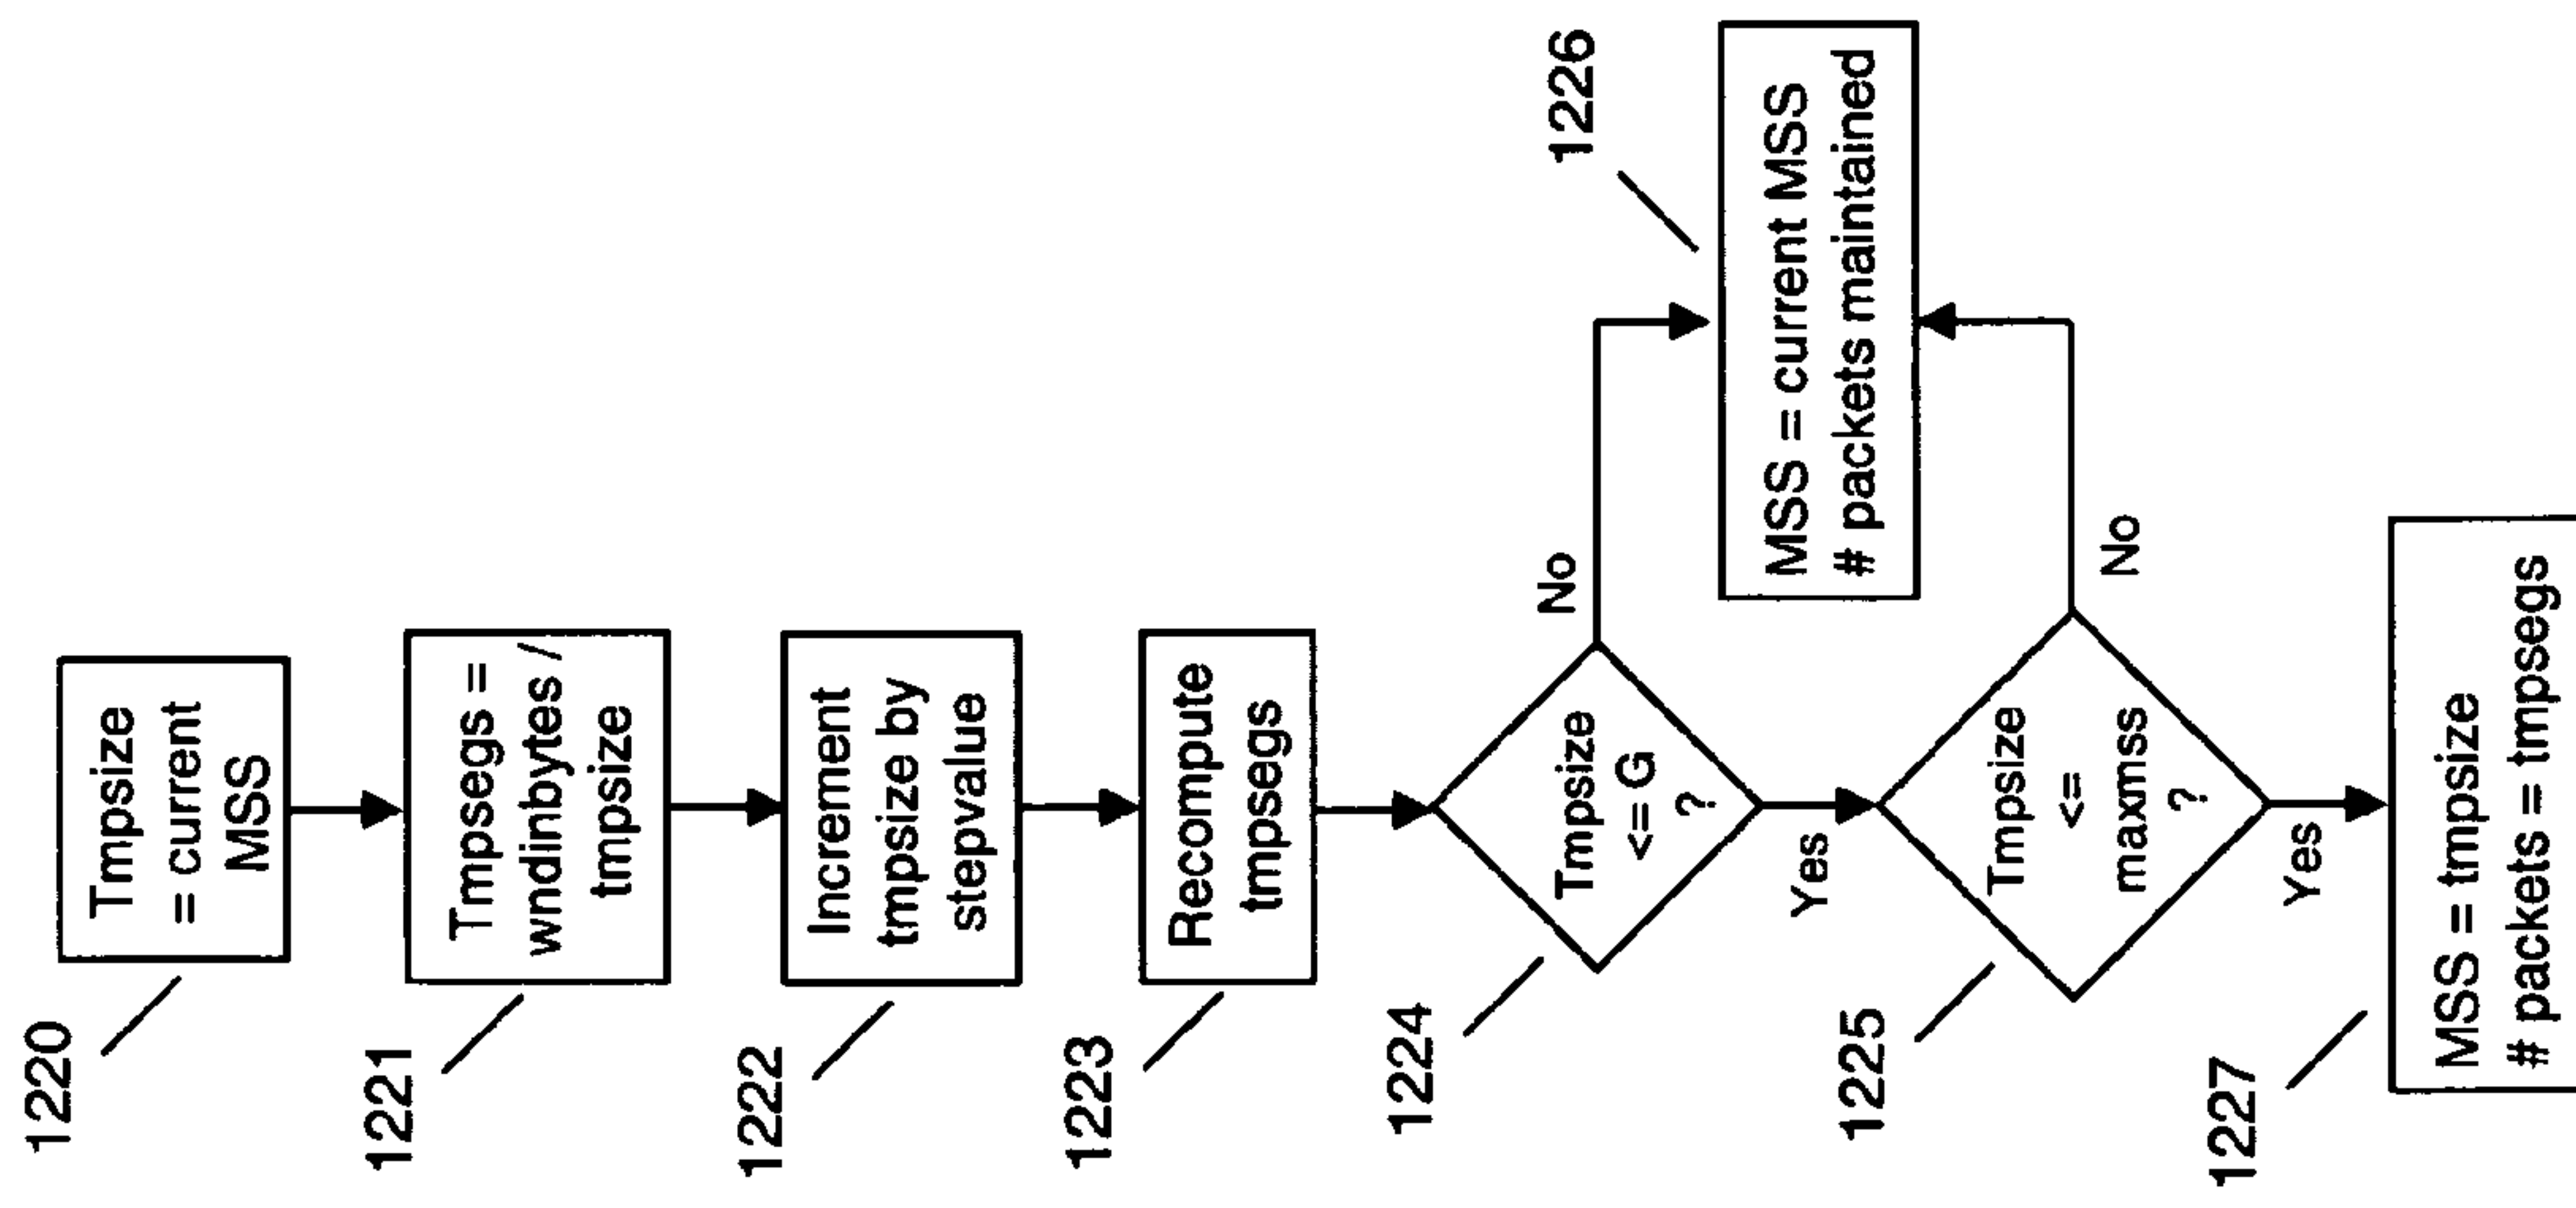 1220
Tmpsize
= current
MSS
1221
Tmpsegs =
wndinbytes /
tmpsize
1222
Increment
tmpsize by
stepvalue
1223
Recompute
tmpsegs
1224
Tmpsize
<= G
?
No
Yes
1226
MSS = current MSS
# packets maintained
1225
Tmpsize
<=
maxmss
?
No
Yes
1227
MSS = tmpsize
# packets = tmpsegs